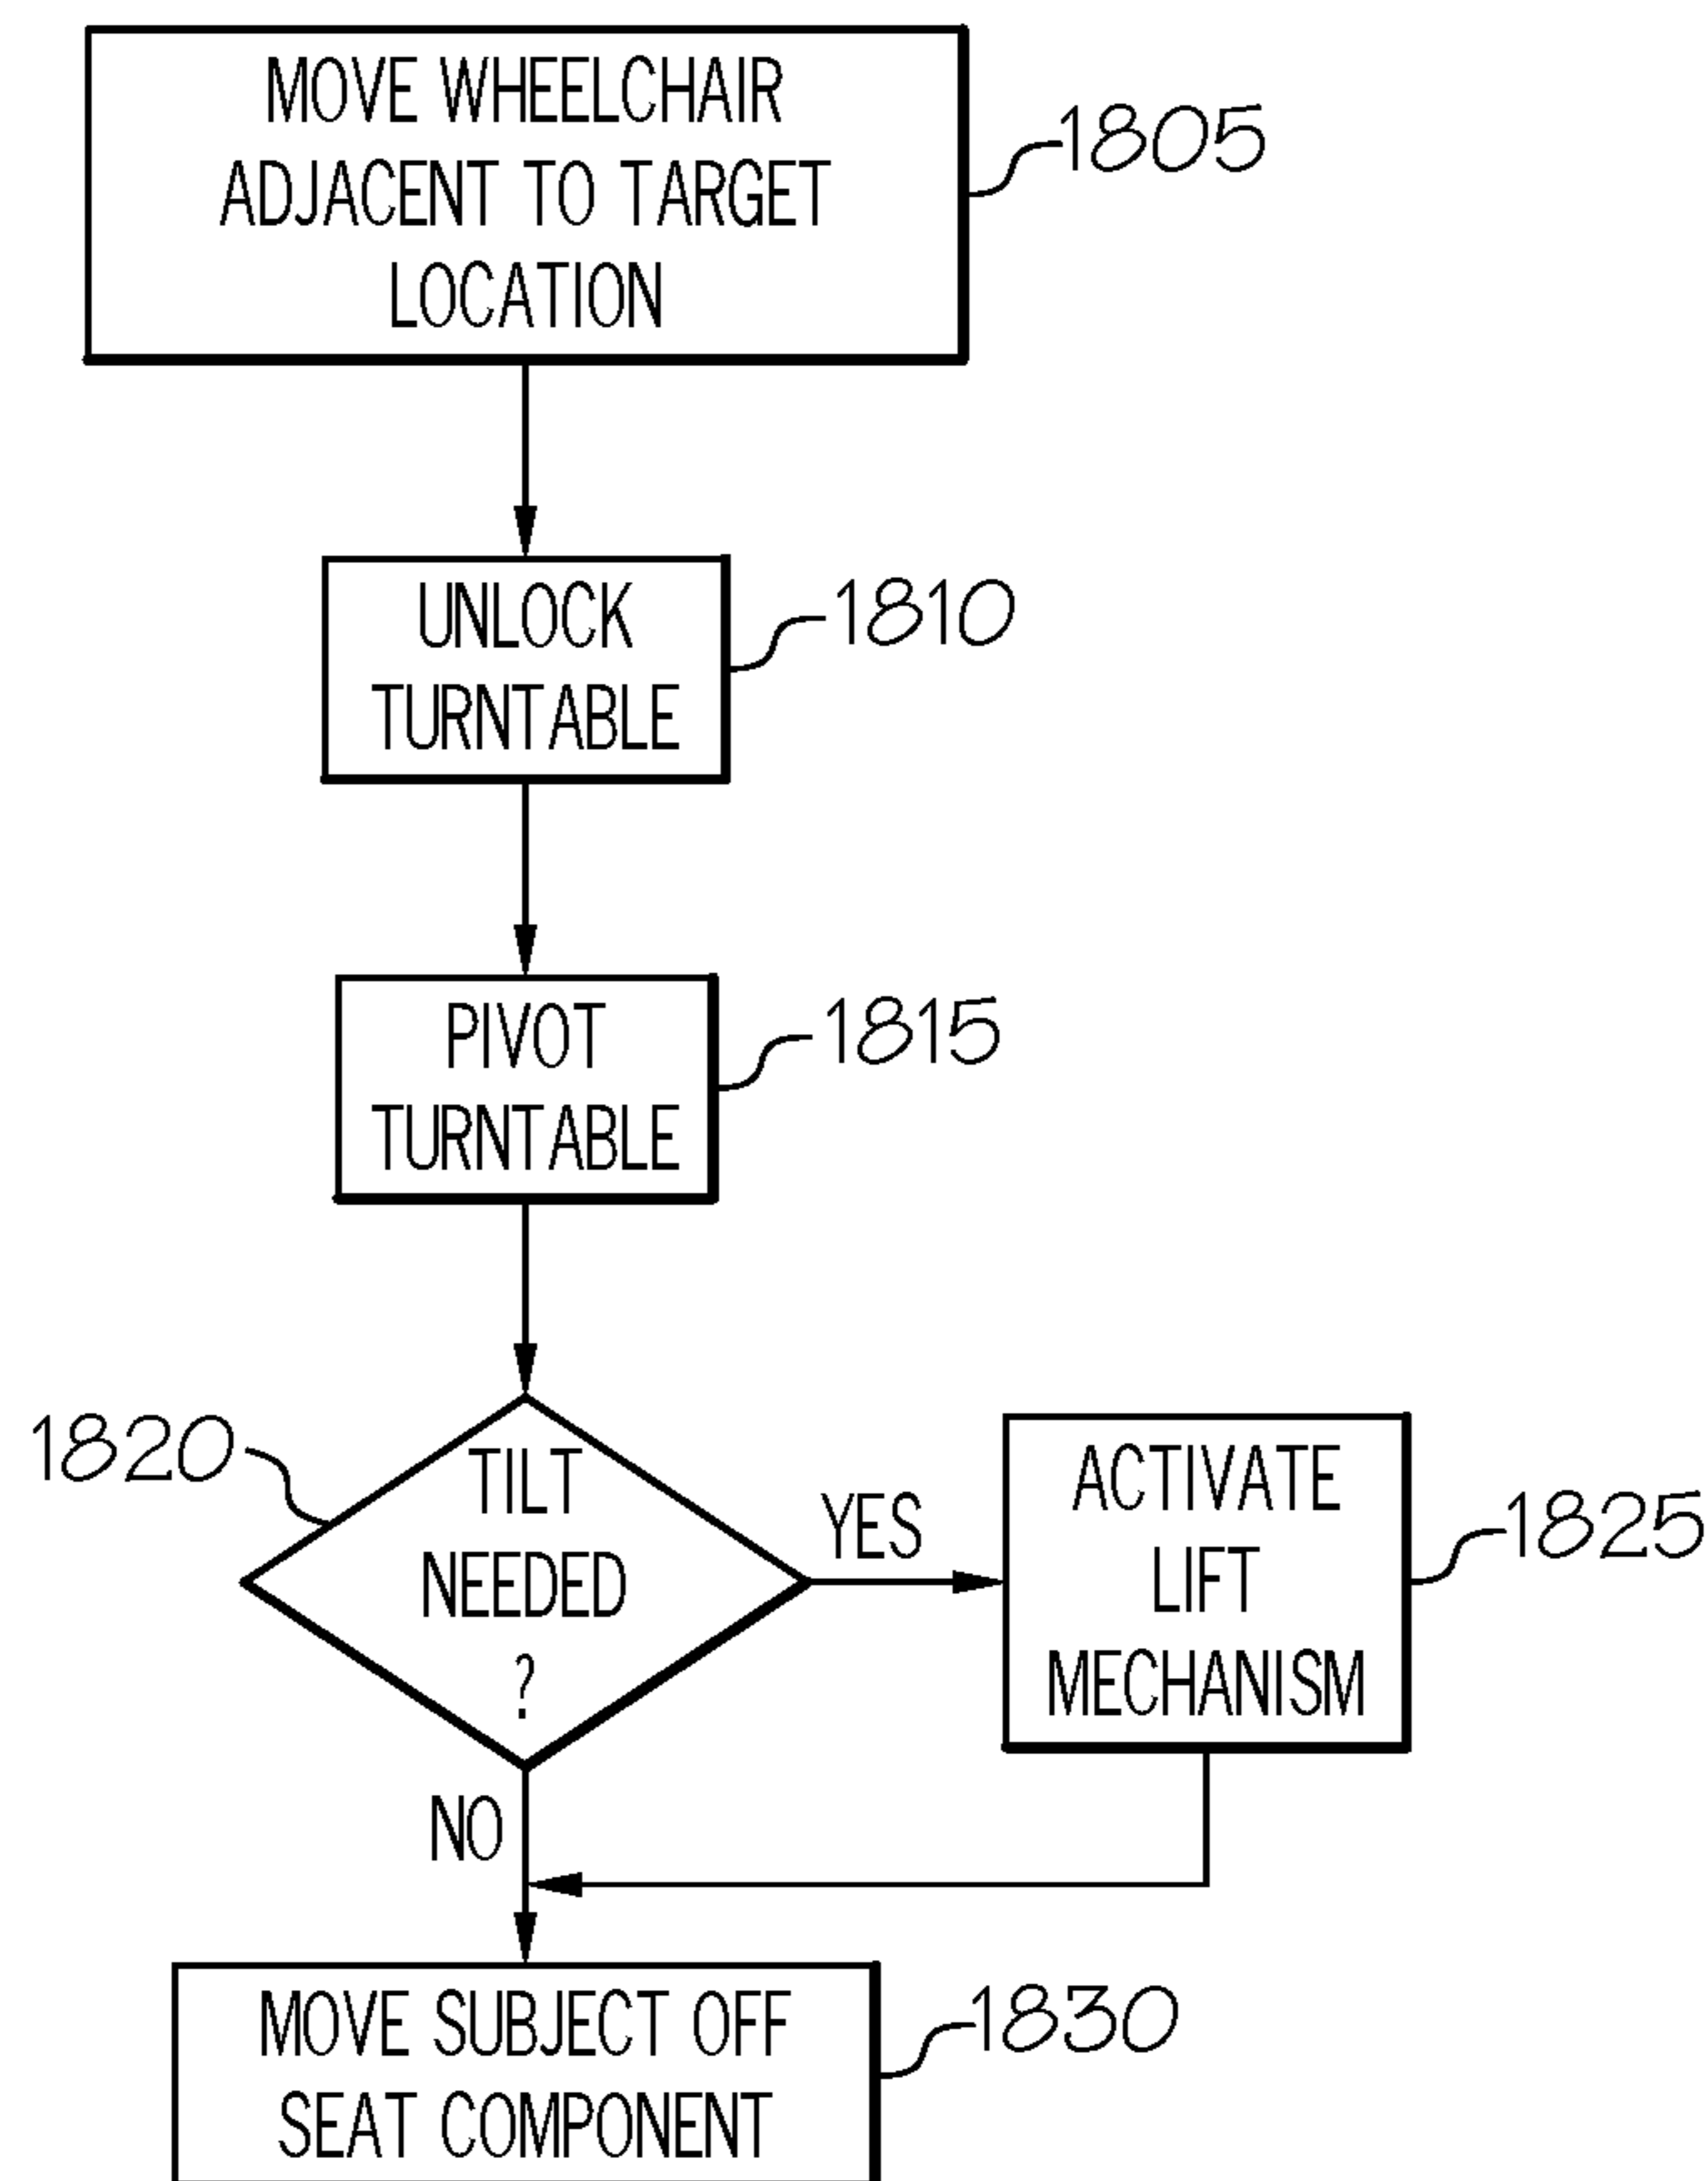 MOVE WHEELCHAIR
ADJACENT TO TARGET
LOCATION
1805
UNLOCK
TURNTABLE
1810
PIVOT
TURNTABLE
1815
1820
TILT
NEEDED
?
YES
ACTIVATE
LIFT
MECHANISM
1825
NO
MOVE SUBJECT OFF
SEAT COMPONENT
1830